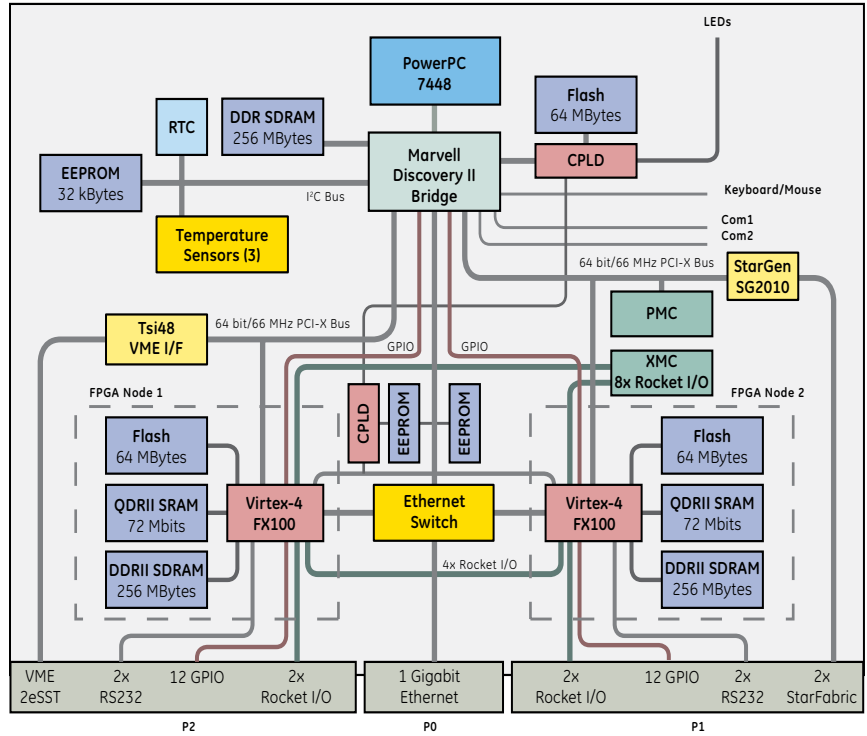 LEDs
PowerPC
7448
Flash
64 MBytes
DDR SDRAM
256 MBytes
RTC
Marvell
Discovery II
Bridge
CPLD
EEPROM
32 kBytes
I²C Bus
Keyboard/Mouse
Com1
Com2
Temperature
Sensors (3)
64 bit/66 MHz PCI-X Bus
StarGen
SG2010
PMC
Tsi48
VME I/F
64 bit/66 MHz PCI-X Bus
GPIO
GPIO
XMC
8x Rocket I/O
FPGA Node 1
FPGA Node 2
CPLD
EEPROM
EEPROM
Flash
64 MBytes
Flash
64 MBytes
QDRII SRAM
72 Mbits
Virtex-4
FX100
Ethernet
Switch
Virtex-4
FX100
QDRII SRAM
72 Mbits
DDRII SDRAM
256 MBytes
4x Rocket I/O
DDRII SDRAM
256 MBytes
VME
2eSST
2x
RS232
12 GPIO
2x
Rocket I/O
1 Gigabit
Ethernet
2x
Rocket I/O
12 GPIO
2x
RS232
2x
StarFabric
P2
P0
P1